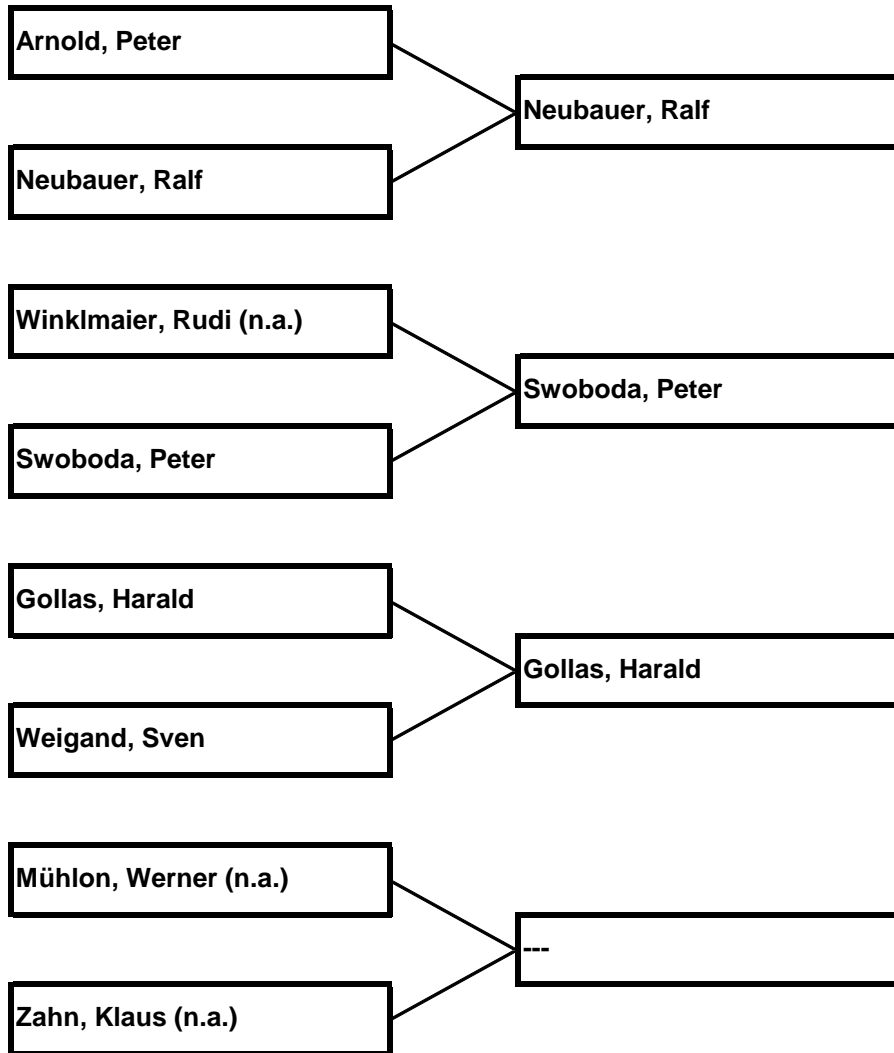 Arnold, Peter
Neubauer, Ralf
Neubauer, Ralf
Winklmaier, Rudi (n.a.)
Swoboda, Peter
Swoboda, Peter
Gollas, Harald
Gollas, Harald
Weigand, Sven
Mühlon, Werner (n.a.)
---
Zahn, Klaus (n.a.)